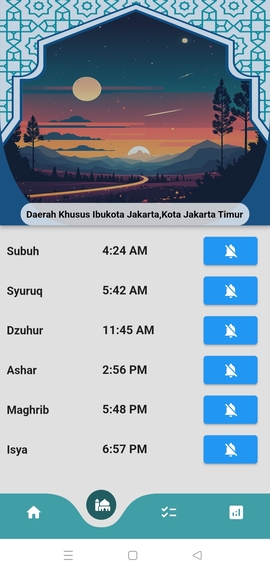 Daerah Khusus Ibukota Jakarta,Kota Jakarta Timur
Subuh 4:24 AM
Syuruq 5:42 AM
Dzuhur 11:45 AM
Ashar 2:56 PM
Maghrib 5:48 PM
Isya 6:57 PM